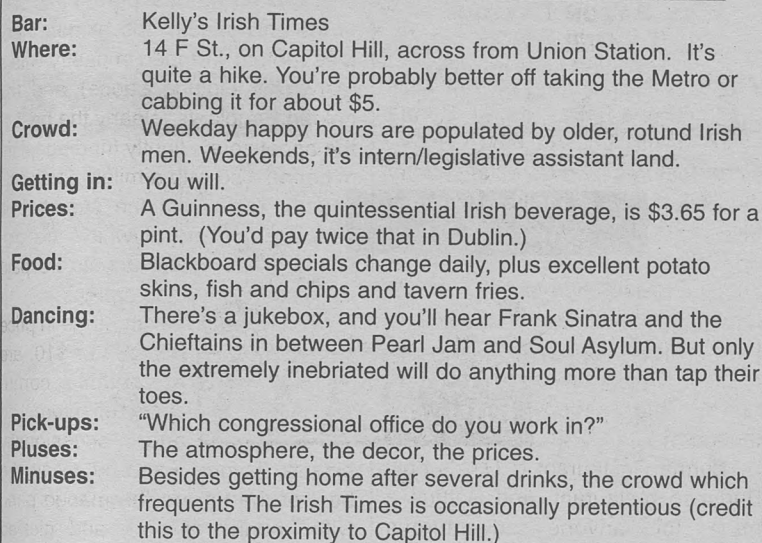 Bar: Kelly's Irish Times
Where: 14 F St., on Capitol Hill, across from Union Station. It's
quite a hike. You're probably better off taking the Metro or
cabbing it for about $5.
Crowd: Weekday happy hours are populated by older, rotund Irish
men. Weekends, it's intern/legislative assistant land.
Getting in: You will.
Prices: A Guinness, the quintessential Irish beverage, is $3.65 for a
pint. (You'd pay twice that in Dublin.)
Food: Blackboard specials change daily, plus excellent potato
skins, fish and chips and tavern fries.
Dancing: There's a jukebox, and you'll hear Frank Sinatra and the
Chieftains in between Pearl Jam and Soul Asylum. But only
the extremely inebriated will do anything more than tap their
toes.
Pick-ups: "Which congressional office do you work in?"
Pluses: The atmosphere, the decor, the prices.
Minuses: Besides getting home after several drinks, the crowd which
frequents The Irish Times is occasionally pretentious (credit
this to the proximity to Capitol Hill.)